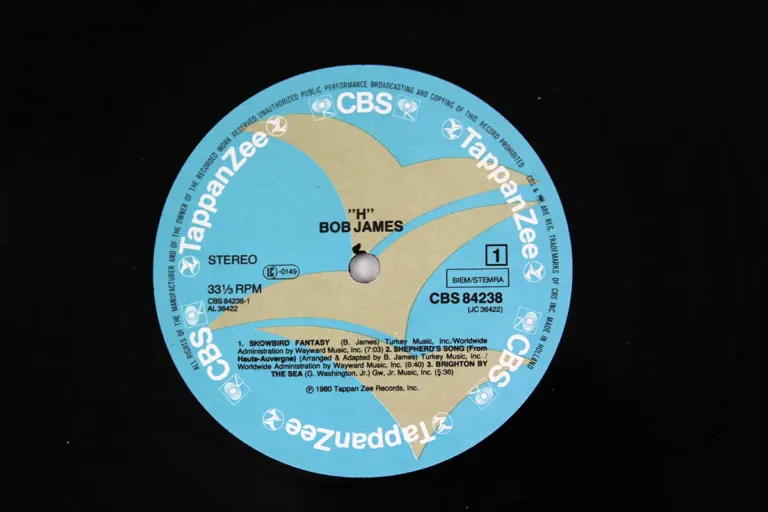 ALL RIGHTS OF THE MANUFACTURER AND OF THE OWNER OF THE RECORDED WORK RESERVED UNAUTHORIZED PUBLIC PERFORMANCE BROADCASTING AND COPYING OF THIS RECORD PROHIBITED
CBS & ARE REG. TRADEMARKS OF CBS INC. MADE IN HOLLAND
CBS
TappanZee
TappanZee
"H"
BOB JAMES
STEREO
LC -0149
1
33⅓ RPM
BIEM/STEMRA
CBS 84238-1
CBS 84238
AL 36422
(JC 36422)
1. SNOWBIRD FANTASY (B. James) Turkey Music, Inc./Worldwide
Administration by Wayward Music, Inc. (7:03) 2. SHEPHERD'S SONG (From
Haute-Auvergne) (Arranged & Adapted by B. James) Turkey Music, Inc. /
Worldwide Administration by Wayward Music, Inc. (6:40) 3. BRIGHTON BY
THE SEA (G. Washington, Jr.) Gw, Jr. Music, Inc. (5:36)
℗ 1980 Tappan Zee Records, Inc.
CBS
CBS
TappanZee